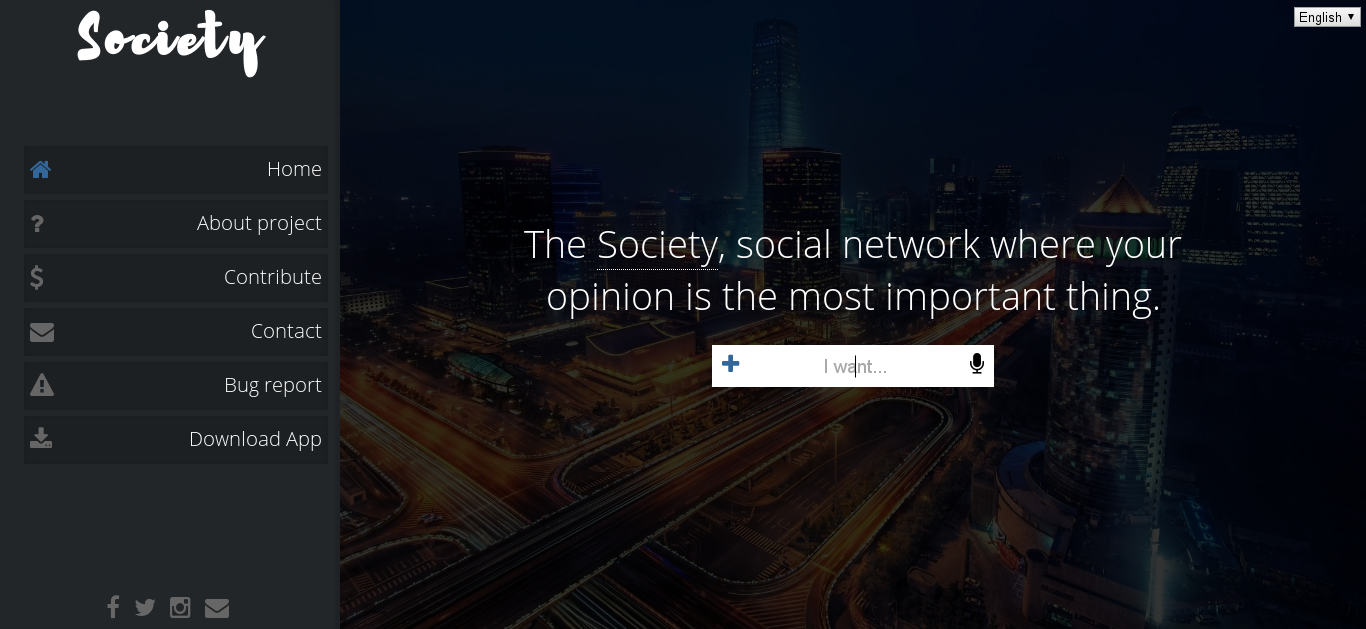 Society
Home
About project
Contribute
Contact
Bug report
Download App
English
The Society, social network where your
opinion is the most important thing.
I want...